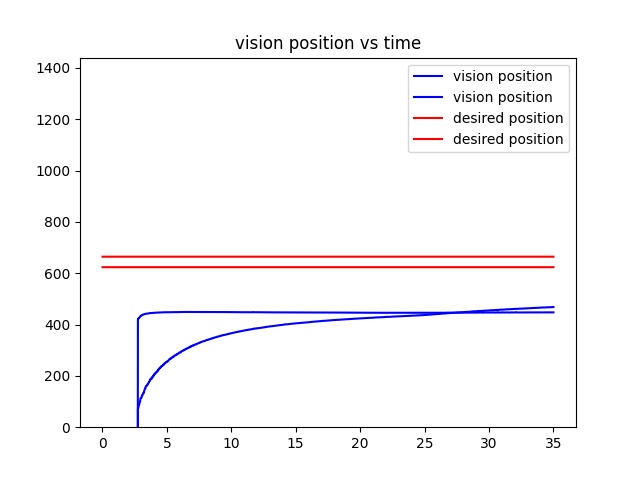 vision position vs time
1400
1200
1000
800
600
400
200
0
vision position
vision position
desired position
desired position
0 5 10 15 20 25 30 35